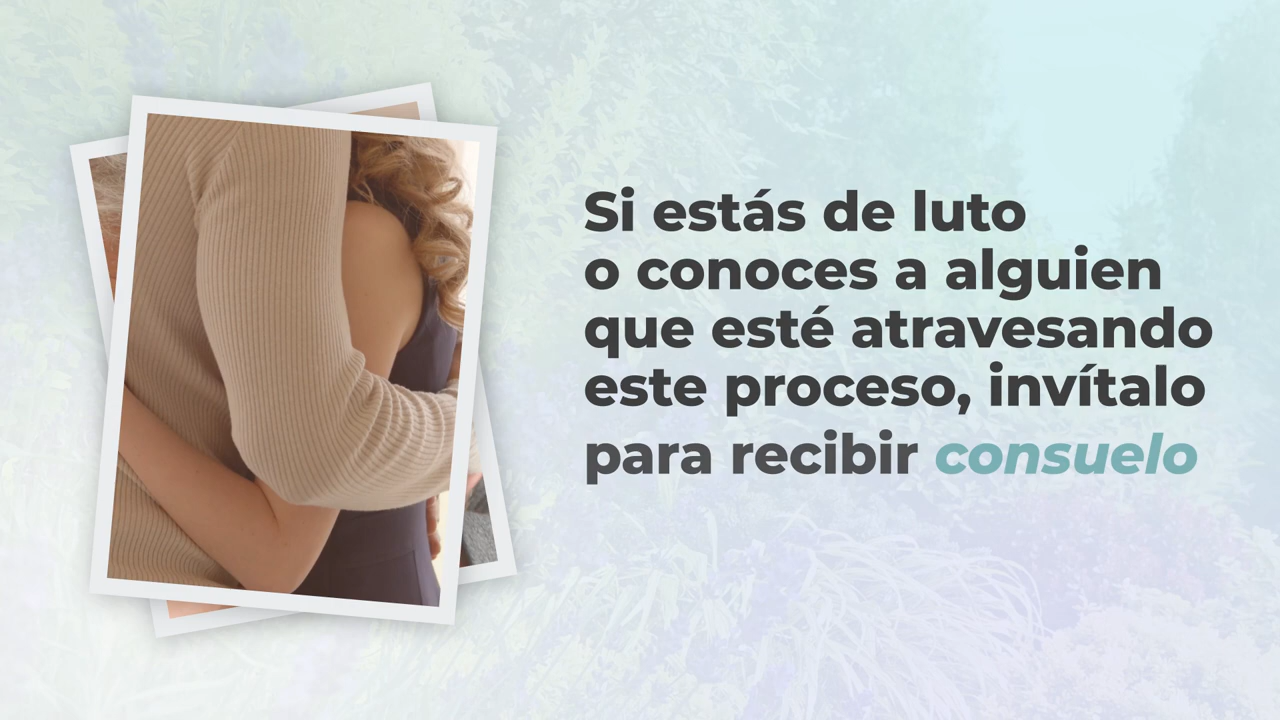 Si estás de luto
o conoces a alguien
que esté atravesando
este proceso, invítalo
para recibir consuelo